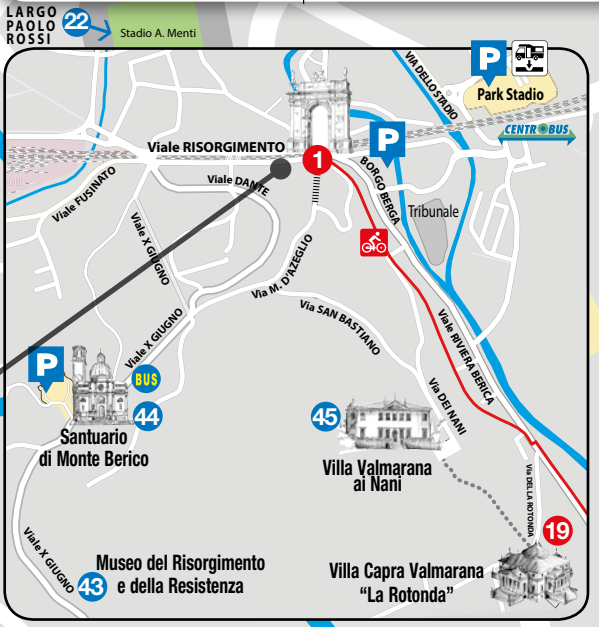 LARGO
PAOLO
ROSSI
22
Stadio A. Menti
P
Park Stadio
VIA DELLO STADIO
CENTROBUS
Viale RISORGIMENTO
1
P
BORGO BERGA
Viale DANTE
Viale FUSINATO
Tribunale
Viale X GIUGNO
Via M. D'AZEGLIO
Via SAN BASTIANO
Viale X GIUGNO
Viale RIVIERA BERICA
P
BUS
44
Santuario
di Monte Berico
45
Via DEI NANI
Villa Valmarana
ai Nani
Via DELLA ROTONDA
19
Viale X GIUGNO
43
Museo del Risorgimento
e della Resistenza
Villa Capra Valmarana
“La Rotonda”